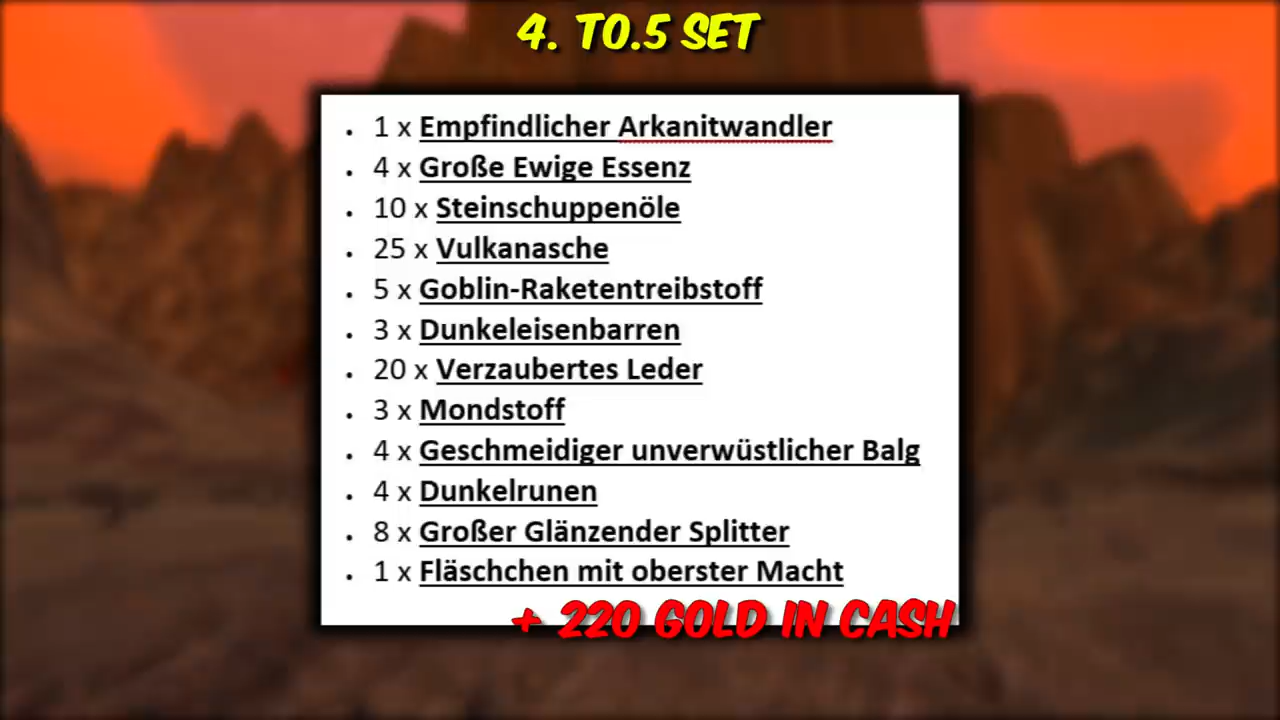 4. T0.5 SET
• 1 x Empfindlicher Arkanitwandler
• 4 x Große Ewige Essenz
• 10 x Steinschuppenöle
• 25 x Vulkanasche
• 5 x Goblin-Raketentreibstoff
• 3 x Dunkeleisenbarren
• 20 x Verzaubertes Leder
• 3 x Mondstoff
• 4 x Geschmeidiger unverwüstlicher Balg
• 4 x Dunkelrunen
• 8 x Großer Glänzender Splitter
• 1 x Fläschchen mit oberster Macht
+ 220 GOLD IN CASH